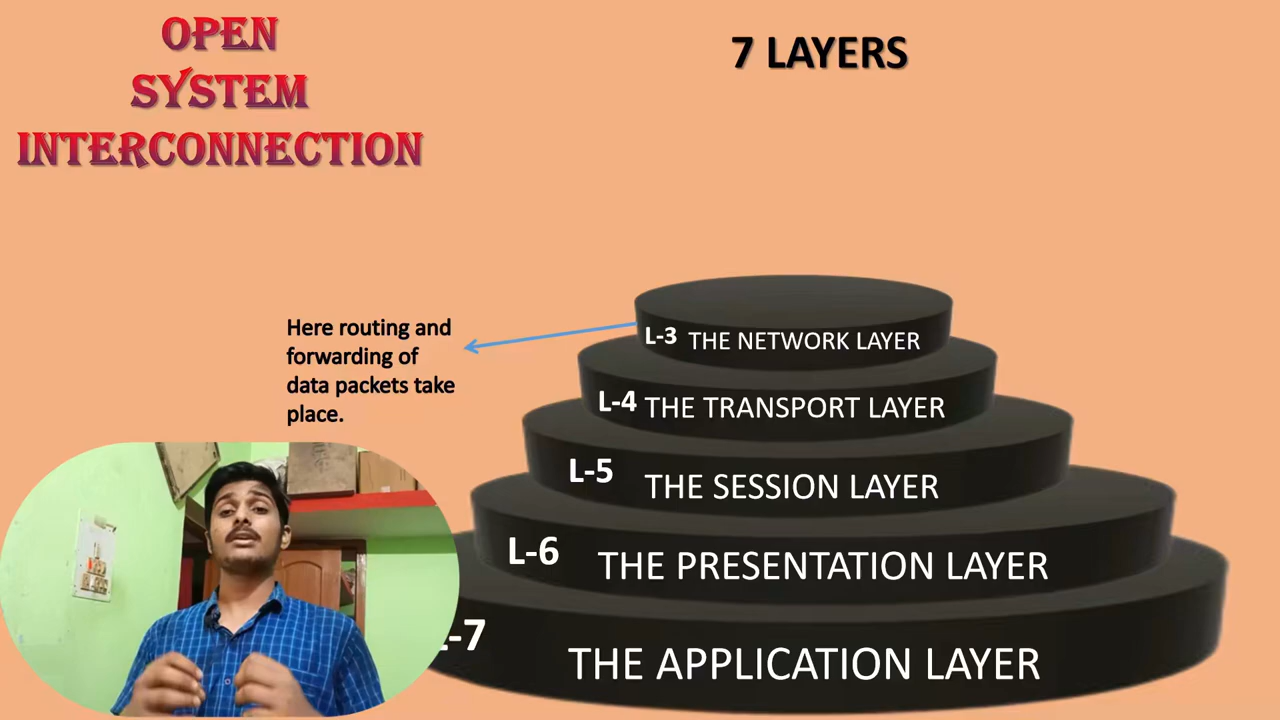 OPEN
SYSTEM
INTERCONNECTION
7 LAYERS
Here routing and
forwarding of
data packets take
place.
L-3 THE NETWORK LAYER
L-4 THE TRANSPORT LAYER
L-5 THE SESSION LAYER
L-6 THE PRESENTATION LAYER
-7 THE APPLICATION LAYER